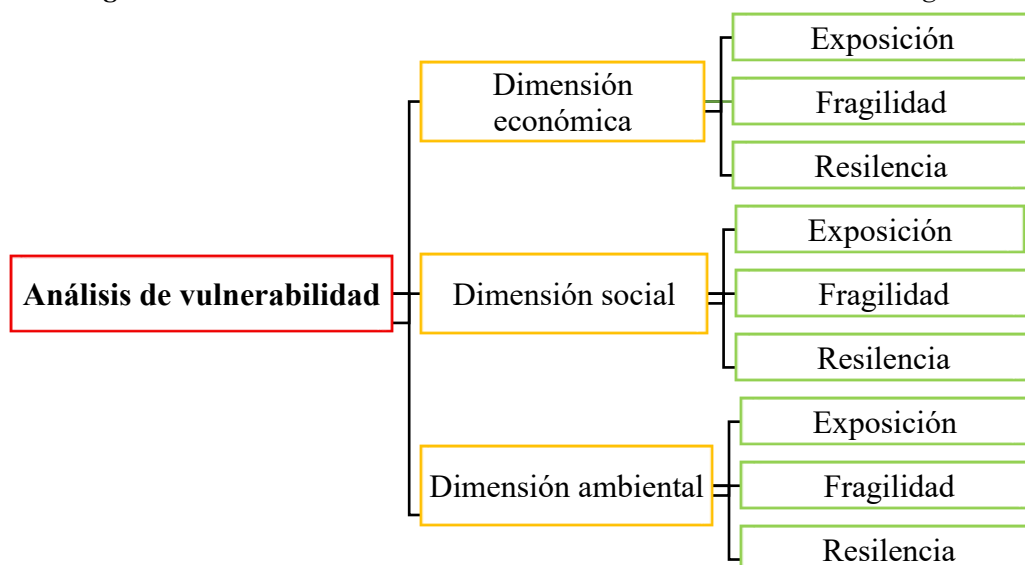 Exposición
Dimensión
económica
Fragilidad
Resilencia
Exposición
Análisis de vulnerabilidad
Dimensión social
Fragilidad
Resilencia
Exposición
Dimensión ambiental
Fragilidad
Resilencia